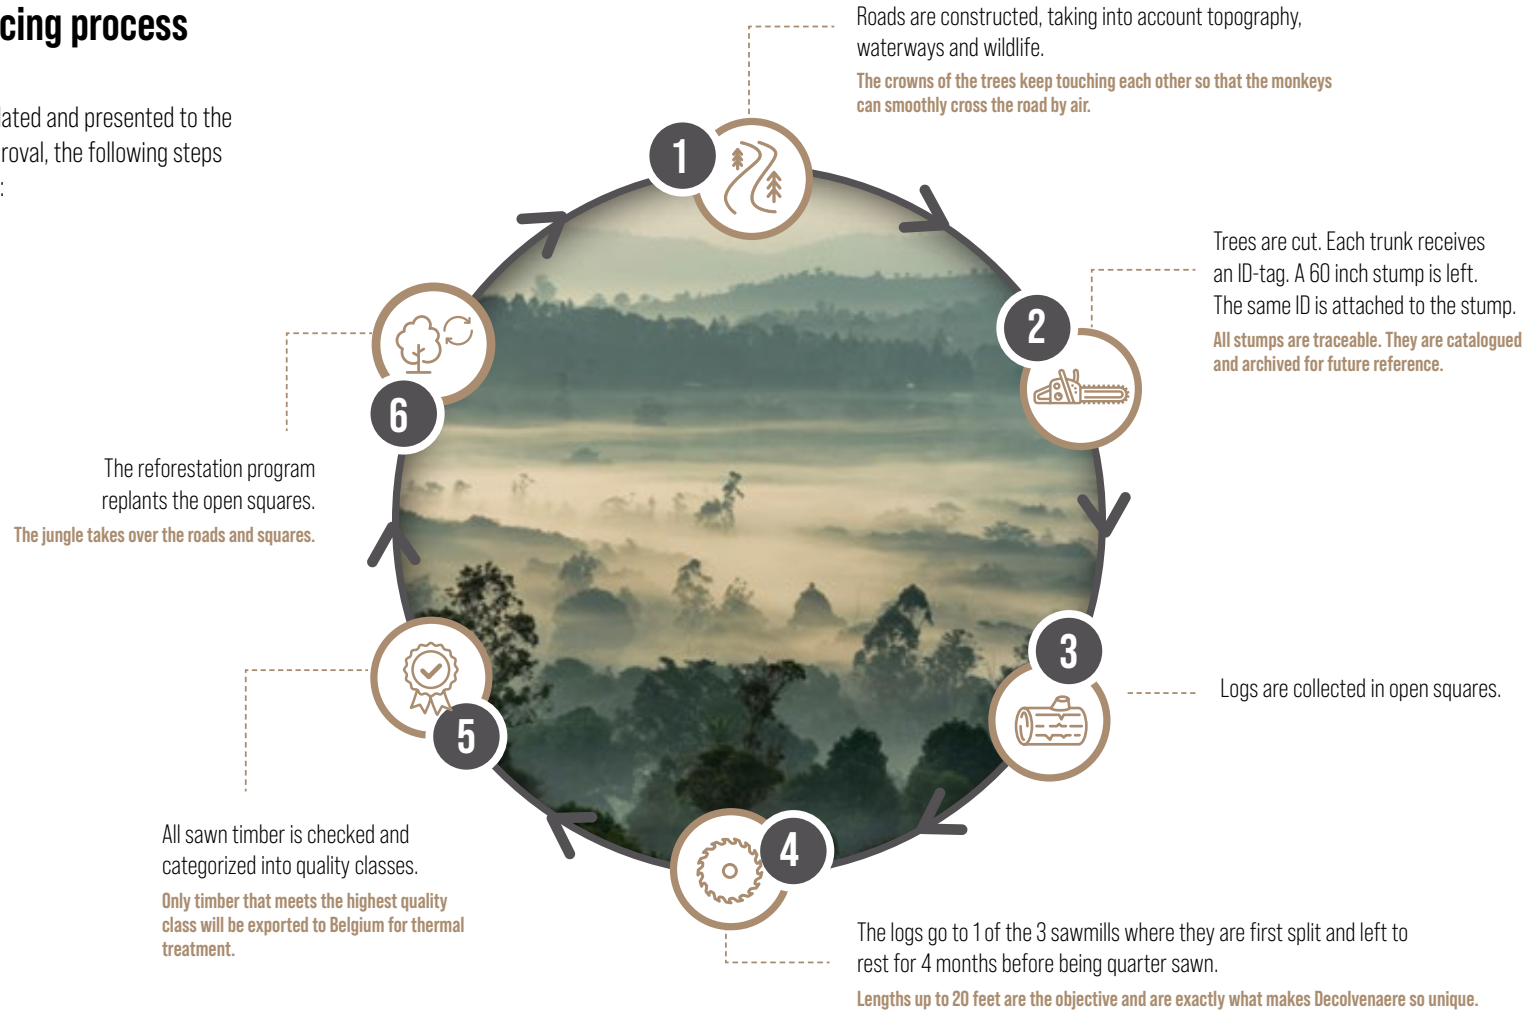 cing process
lated and presented to the
roval, the following steps
:
1
Roads are constructed, taking into account topography,
waterways and wildlife.
The crowns of the trees keep touching each other so that the monkeys
can smoothly cross the road by air.
2
Trees are cut. Each trunk receives
an ID-tag. A 60 inch stump is left.
The same ID is attached to the stump.
All stumps are traceable. They are catalogued
and archived for future reference.
3
Logs are collected in open squares.
4
The logs go to 1 of the 3 sawmills where they are first split and left to
rest for 4 months before being quarter sawn.
Lengths up to 20 feet are the objective and are exactly what makes Decolvenaere so unique.
5
All sawn timber is checked and
categorized into quality classes.
Only timber that meets the highest quality
class will be exported to Belgium for thermal
treatment.
6
The reforestation program
replants the open squares.
The jungle takes over the roads and squares.